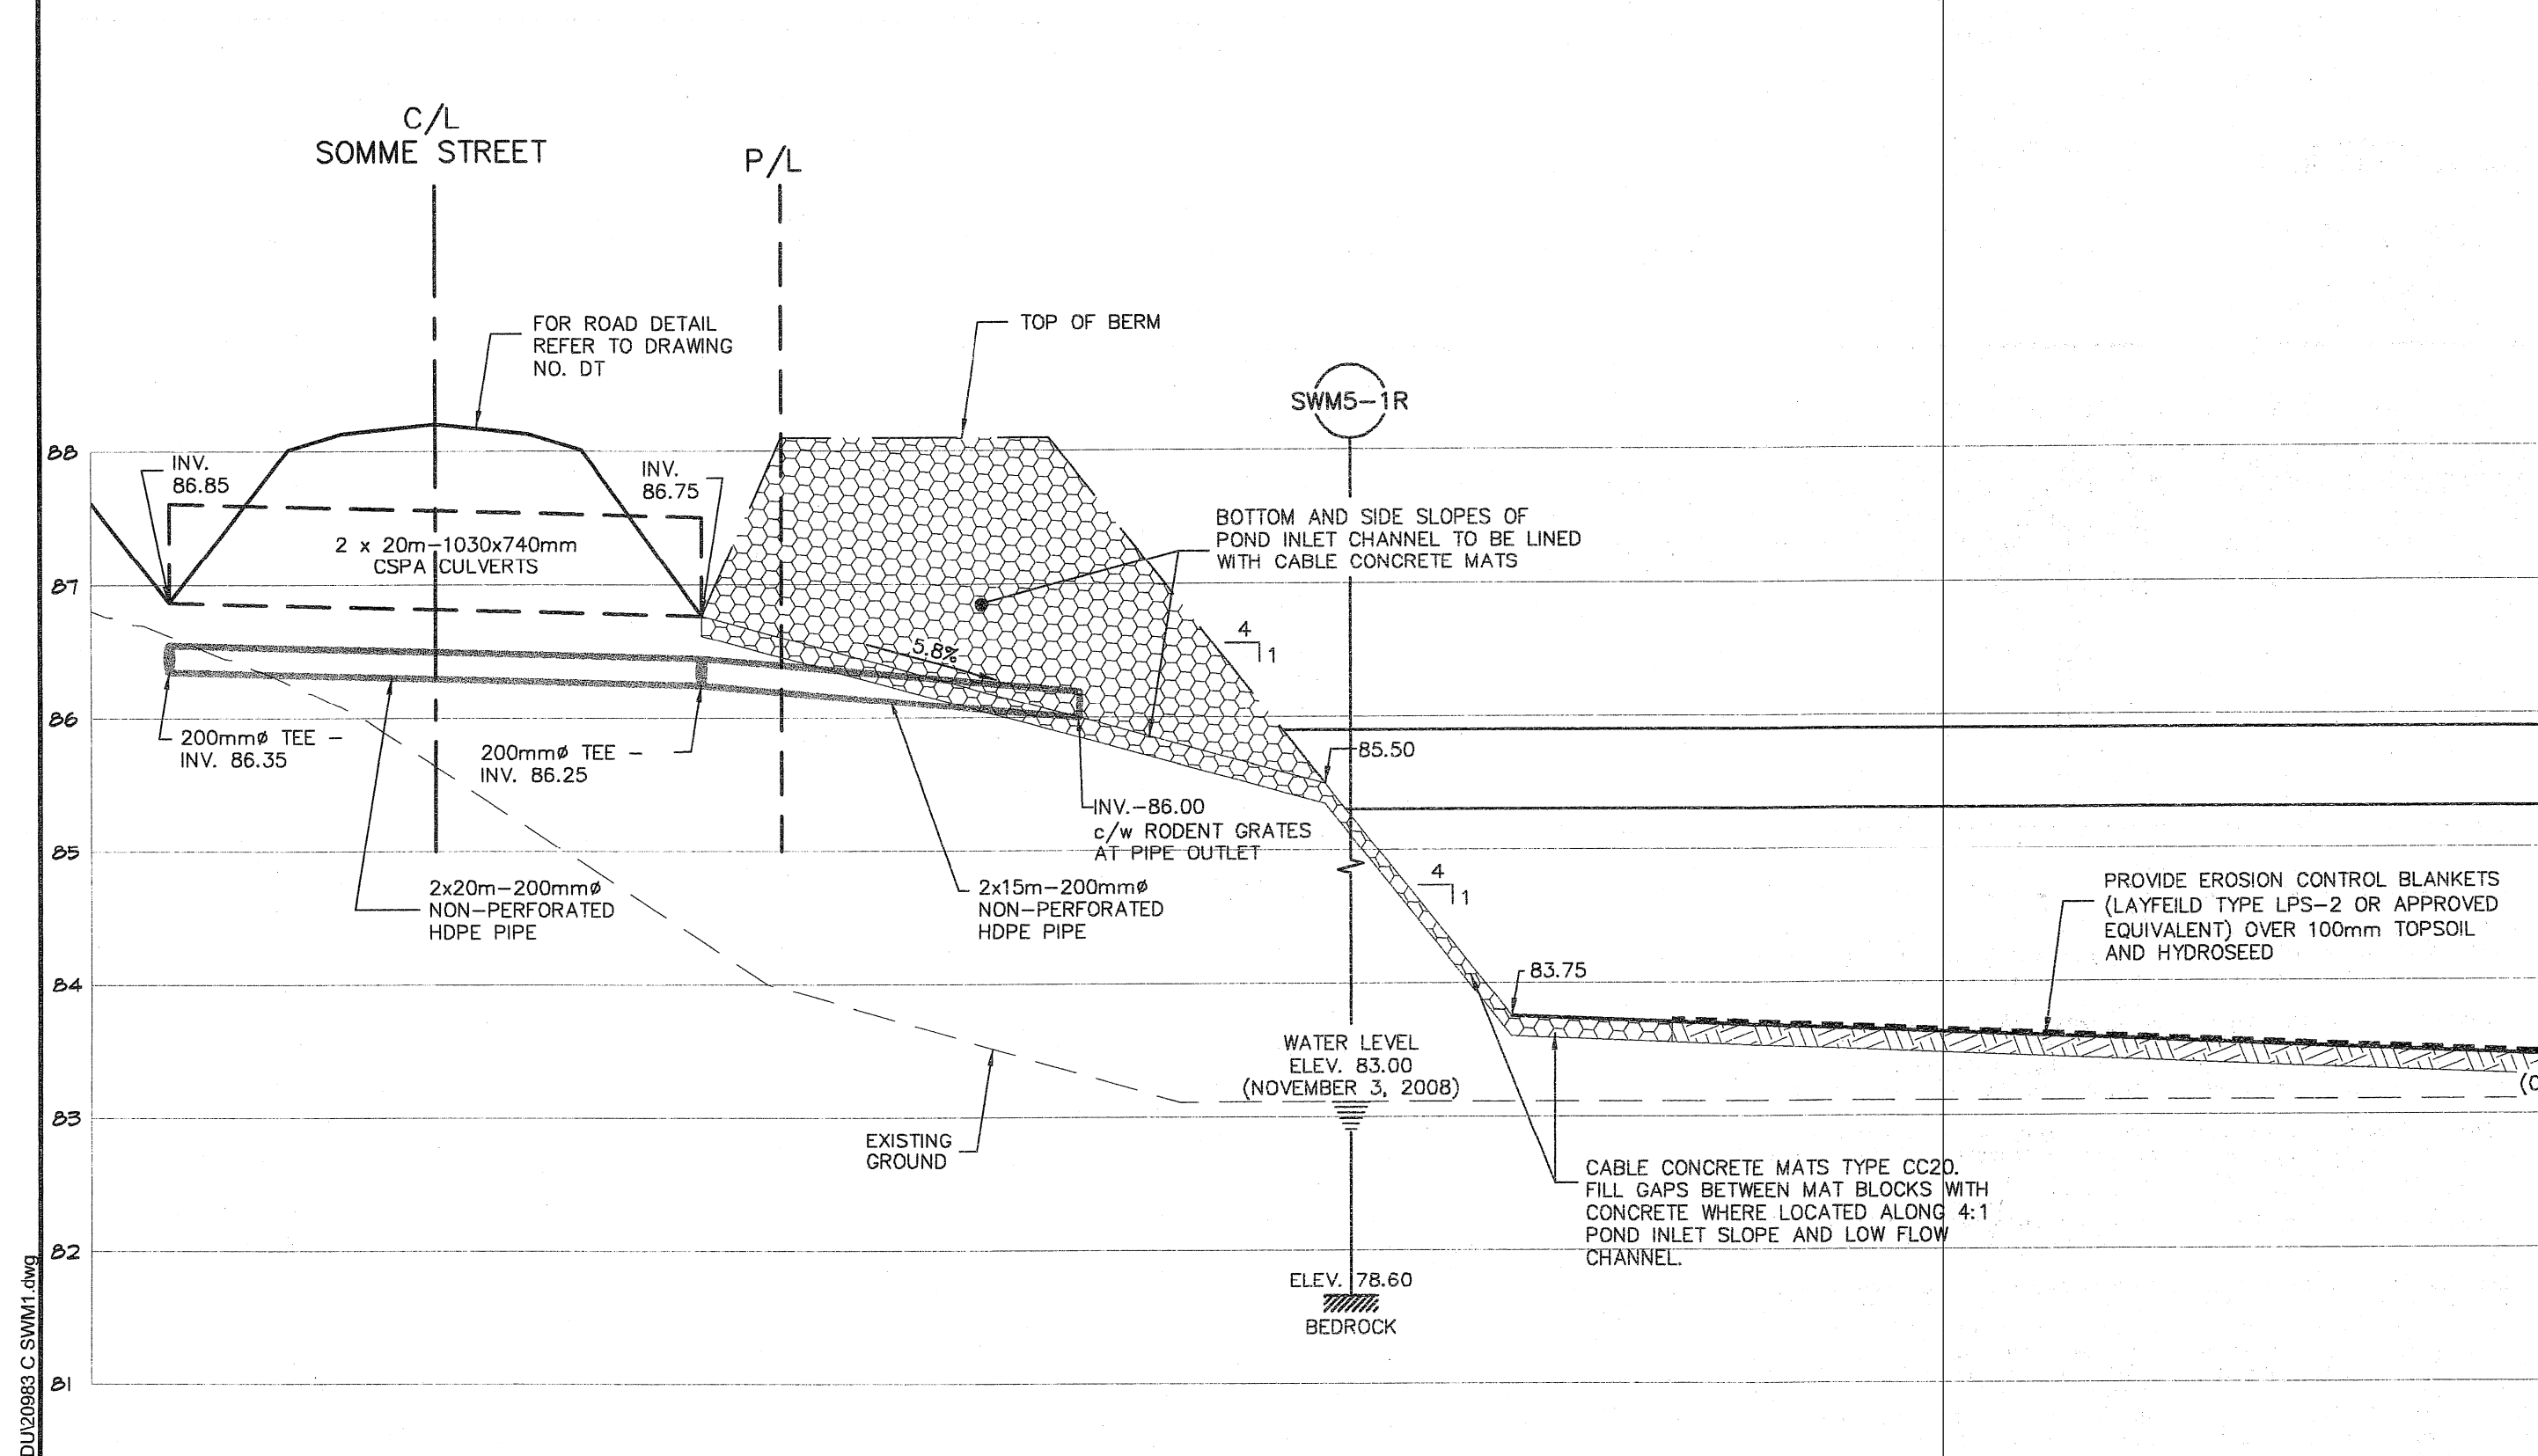 C/L
SOMME STREET
P/L
FOR ROAD DETAIL
REFER TO DRAWING
NO. DT
TOP OF BERM
SWM5-1R
88
INV.
86.85
INV.
86.75
2 x 20m-1030x740mm
CSPA CULVERTS
BOTTOM AND SIDE SLOPES OF
POND INLET CHANNEL TO BE LINED
WITH CABLE CONCRETE MATS
87
4
1
5.8%
86
200mmø TEE -
INV. 86.35
200mmø TEE -
INV. 86.25
85.50
INV.-86.00
c/w RODENT GRATES
AT PIPE OUTLET
85
2x20m-200mmø
NON-PERFORATED
HDPE PIPE
2x15m-200mmø
NON-PERFORATED
HDPE PIPE
4
1
PROVIDE EROSION CONTROL BLANKETS
(LAYFEILD TYPE LPS-2 OR APPROVED
EQUIVALENT) OVER 100mm TOPSOIL
AND HYDROSEED
84
83.75
WATER LEVEL
ELEV. 83.00
(NOVEMBER 3, 2008)
83
EXISTING
GROUND
CABLE CONCRETE MATS TYPE CC20.
FILL GAPS BETWEEN MAT BLOCKS WITH
CONCRETE WHERE LOCATED ALONG 4:1
POND INLET SLOPE AND LOW FLOW
CHANNEL.
82
ELEV. 78.60
BEDROCK
81
DU\20983 C SWM1.dwg